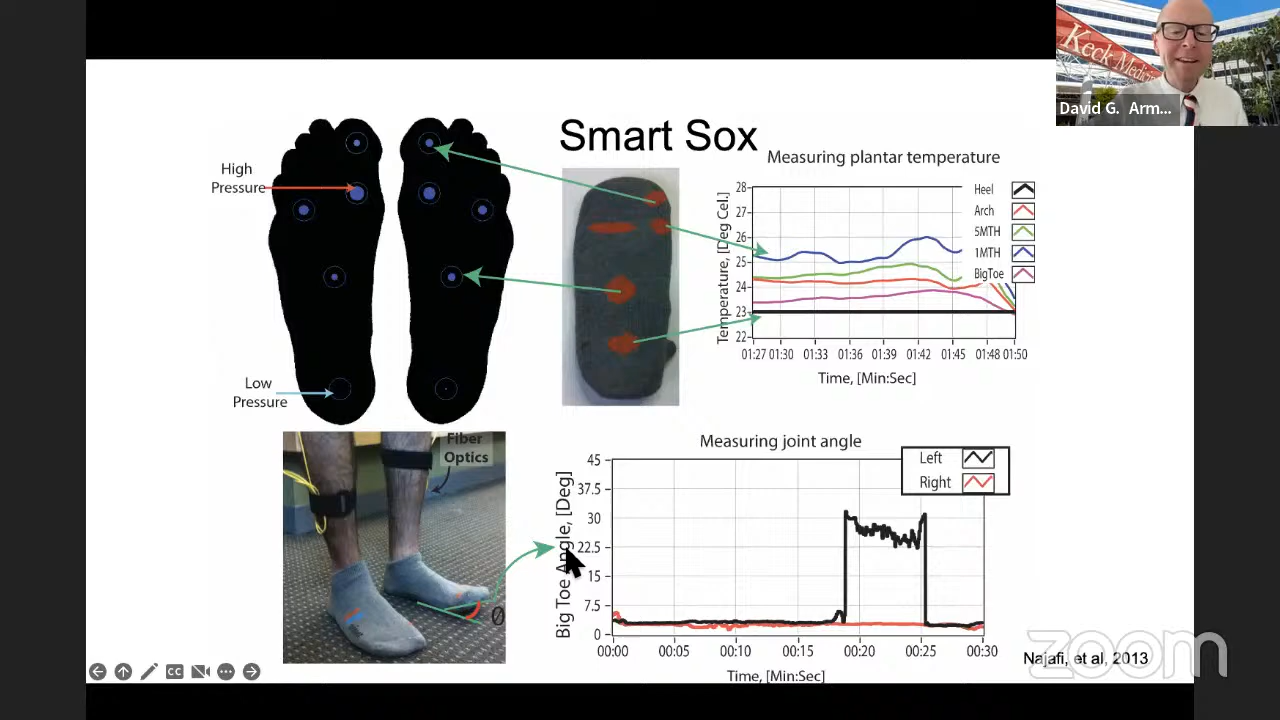 Keck Medicin
David G. Arm...
Smart Sox
High
Pressure
Low
Pressure
Measuring plantar temperature
Temperature, [Deg Cel.]
28
27
26
25
24
23
22
01:27 01:30 01:33 01:36 01:39 01:42 01:45 01:48 01:50
Time, [Min:Sec]
Heel
Arch
5MTH
1MTH
BigToe
Fiber
Optics
θ
Measuring joint angle
Left
Right
Big Toe Angle, [Deg]
45
37.5
30
22.5
15
7.5
0
00:00 00:05 00:10 00:15 00:20 00:25 00:30
Time, [Min:Sec]
Najafi, et al, 2013
zoom
CC